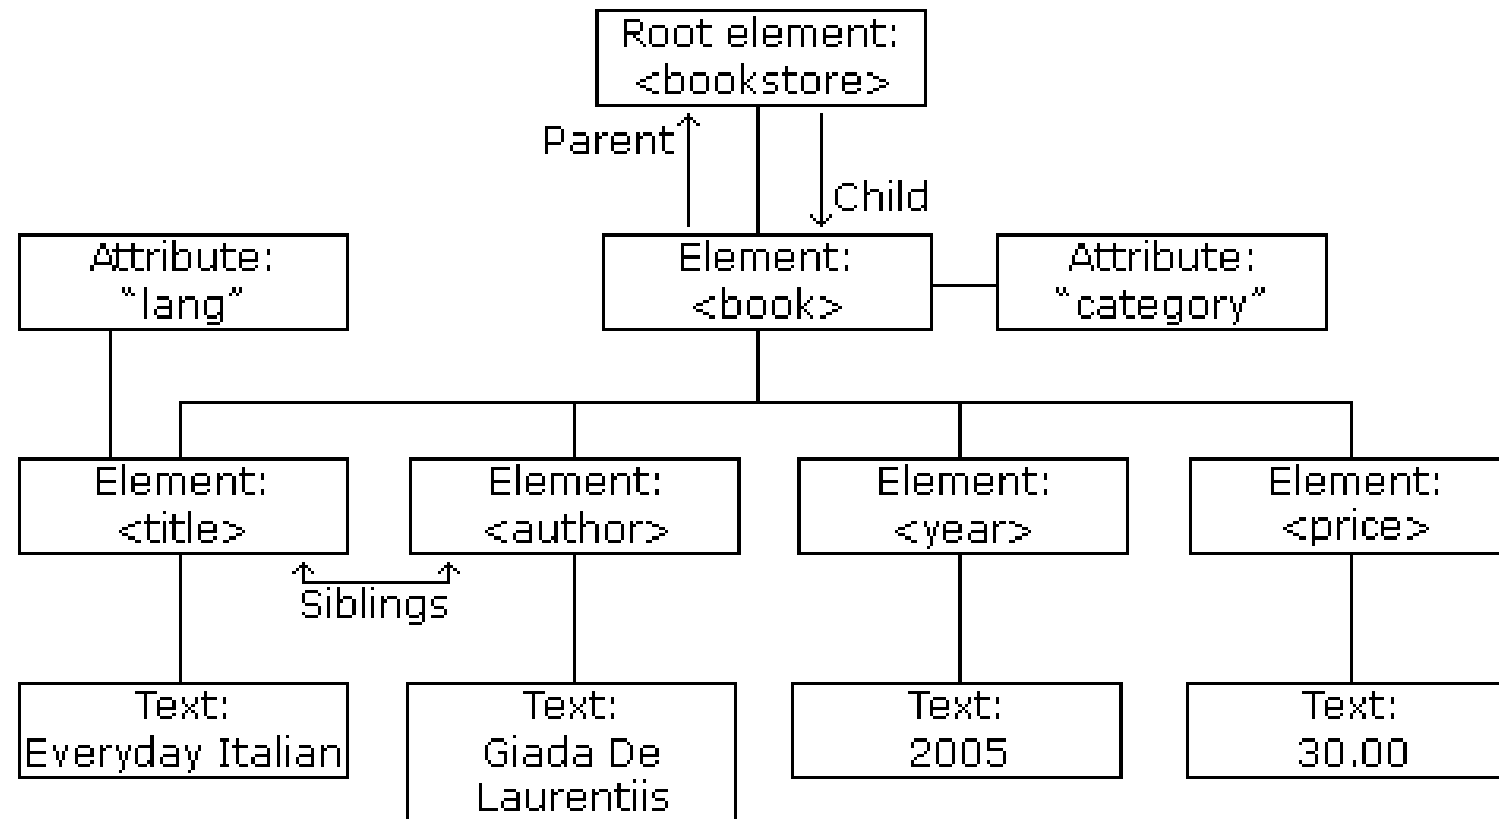 Root element:
<bookstore>
Parent
Child
Attribute:
"lang"
Element:
<book>
Attribute:
"category"
Element:
<title>
Element:
<author>
Element:
<year>
Element:
<price>
Siblings
Text:
Everyday Italian
Text:
Giada De
Laurentiis
Text:
2005
Text:
30.00